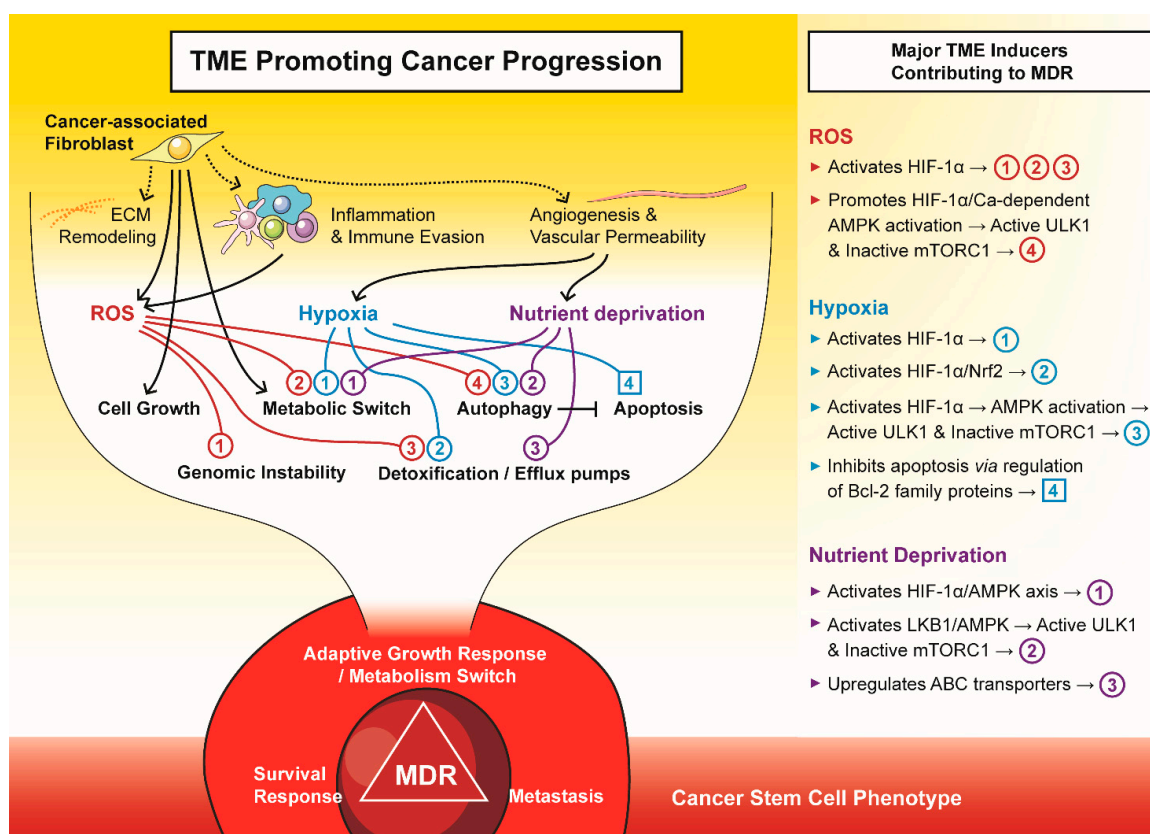 TME Promoting Cancer Progression
Cancer-associated
Fibroblast
ECM
Remodeling
Inflammation
& Immune Evasion
Angiogenesis &
Vascular Permeability
ROS
Hypoxia
Nutrient deprivation
2 1 1
4 3 2
4
Cell Growth
Metabolic Switch
Autophagy
Apoptosis
1
3 2
3
Genomic Instability
Detoxification / Efflux pumps
Adaptive Growth Response
/ Metabolism Switch
MDR
Survival
Response
Metastasis
Cancer Stem Cell Phenotype
Major TME Inducers
Contributing to MDR
ROS
► Activates HIF-1α → 1 2 3
► Promotes HIF-1α/Ca-dependent
AMPK activation → Active ULK1
& Inactive mTORC1 → 4
Hypoxia
► Activates HIF-1α → 1
► Activates HIF-1α/Nrf2 → 2
► Activates HIF-1α → AMPK activation →
Active ULK1 & Inactive mTORC1 → 3
► Inhibits apoptosis via regulation
of Bcl-2 family proteins → 4
Nutrient Deprivation
► Activates HIF-1α/AMPK axis → 1
► Activates LKB1/AMPK → Active ULK1
& Inactive mTORC1 → 2
► Upregulates ABC transporters → 3